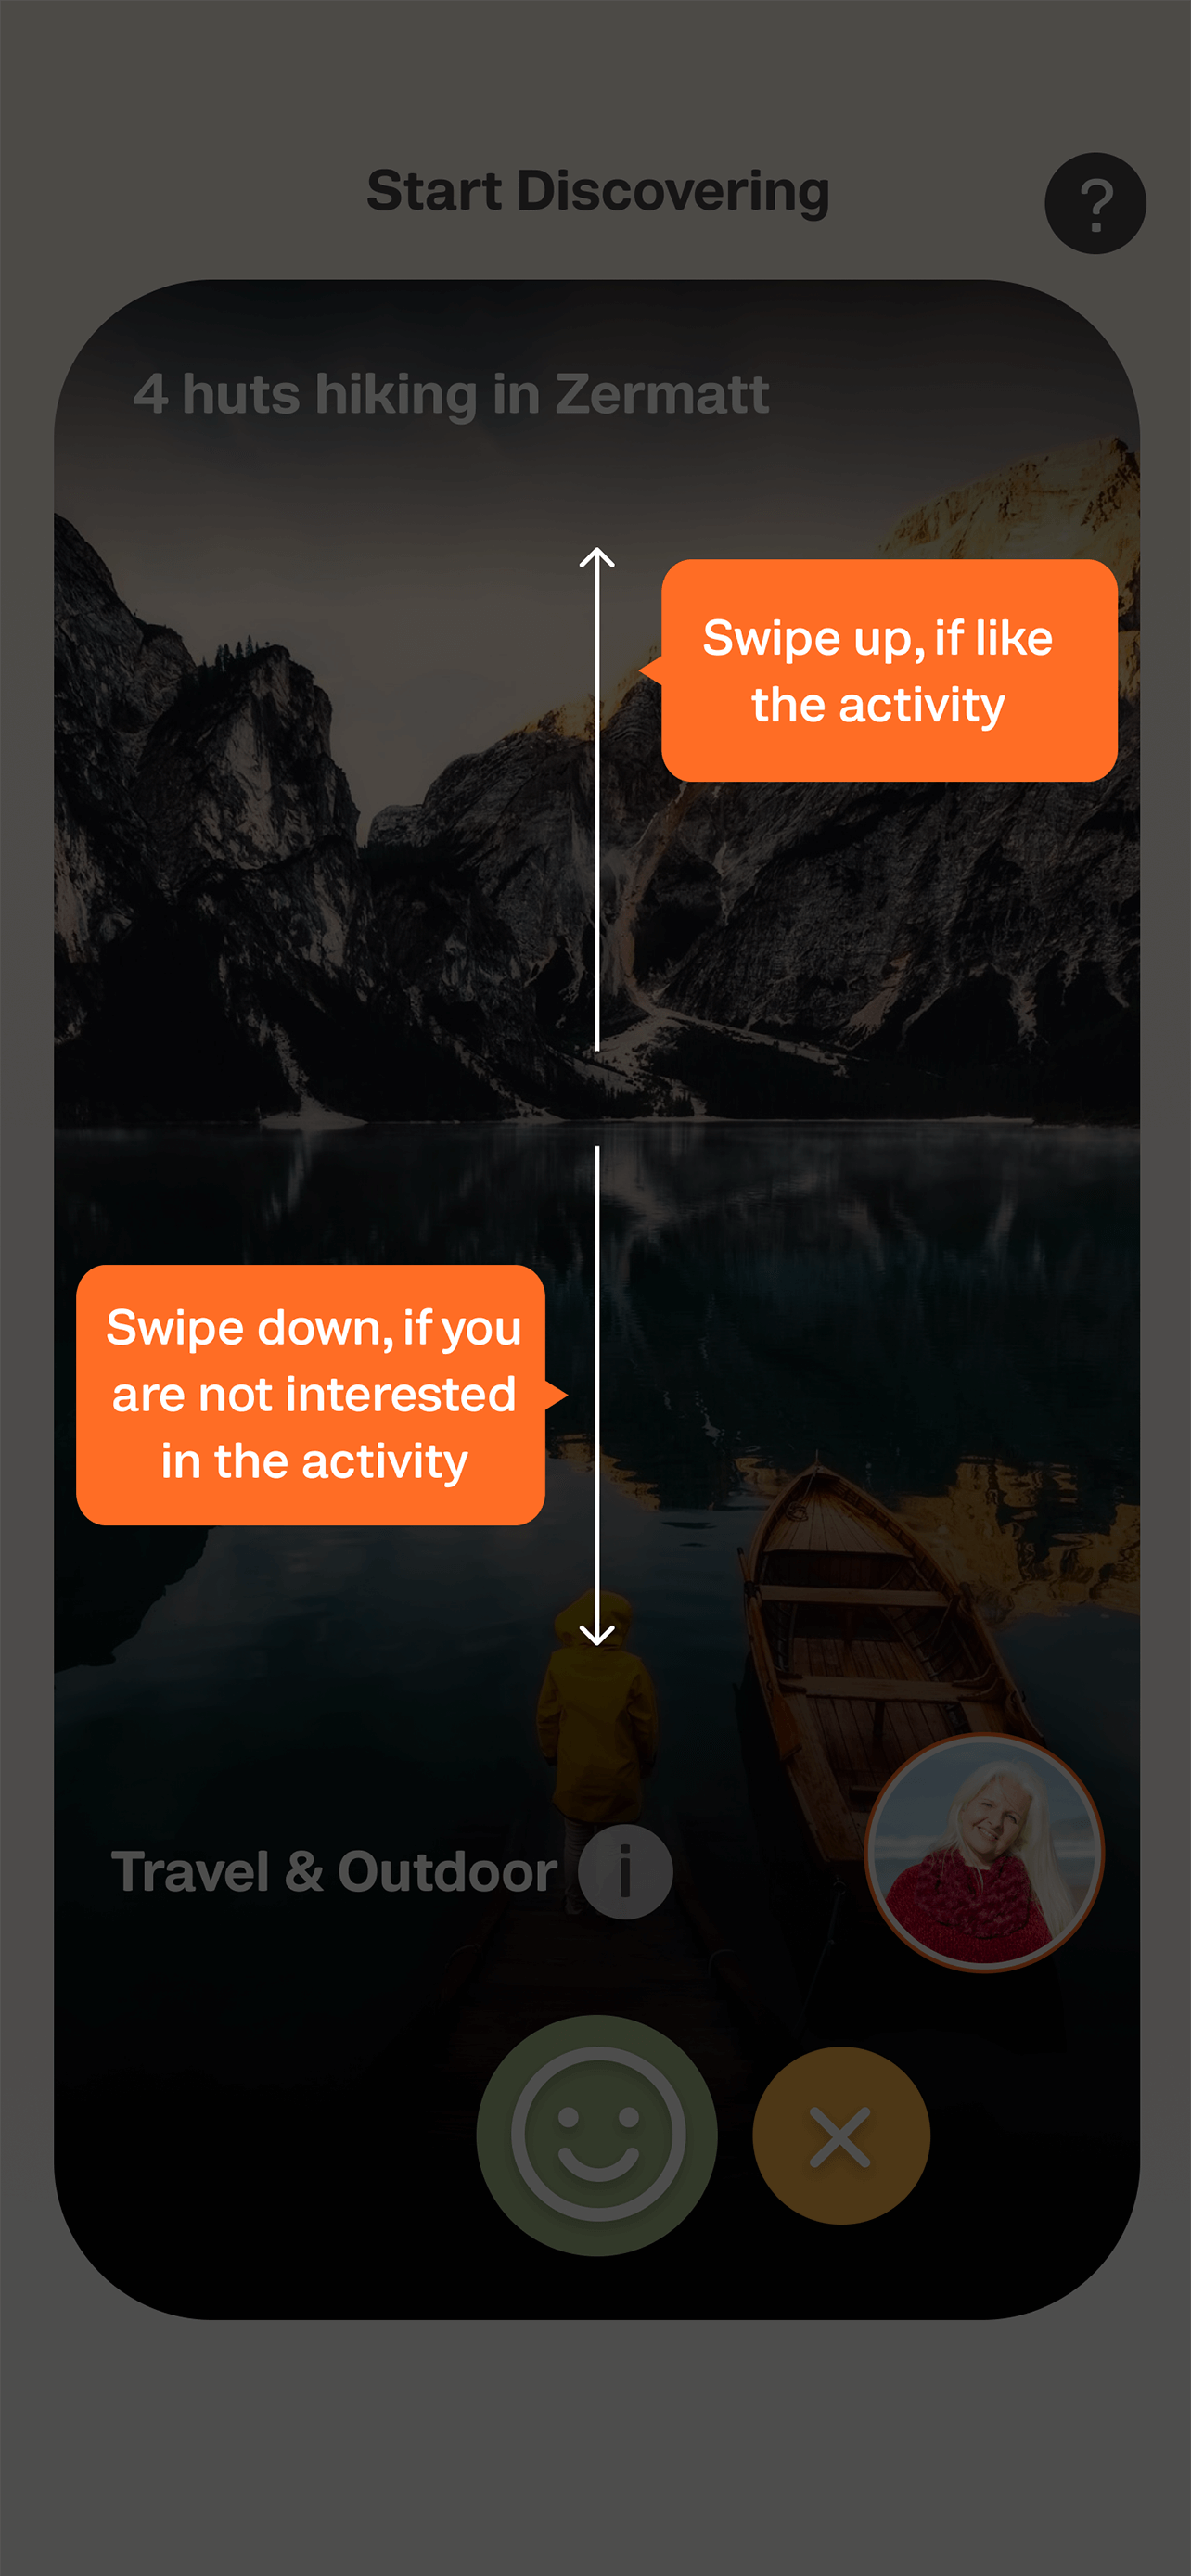 Start Discovering
?
4 huts hiking in Zermatt
Swipe up, if like
the activity
Swipe down, if you
are not interested
in the activity
Travel & Outdoor i